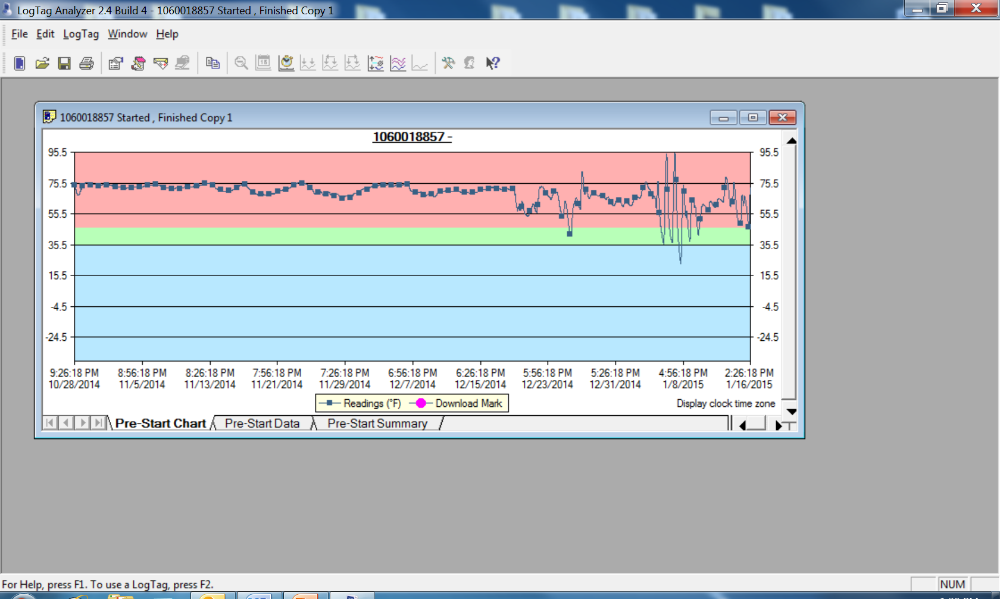 LogTag Analyzer 2.4 Build 4 - 1060018857 Started , Finished Copy 1
File Edit LogTag Window Help
1060018857 Started , Finished Copy 1
1060018857 -
95.5 95.5
75.5 75.5
55.5 55.5
35.5 35.5
15.5 15.5
-4.5 -4.5
-24.5 -24.5
9:26:18 PM 8:56:18 PM 8:26:18 PM 7:56:18 PM 7:26:18 PM 6:56:18 PM 6:26:18 PM 5:56:18 PM 5:26:18 PM 4:56:18 PM 2:26:18 PM
10/28/2014 11/5/2014 11/13/2014 11/21/2014 11/29/2014 12/7/2014 12/15/2014 12/23/2014 12/31/2014 1/8/2015 1/16/2015
Readings (°F) Download Mark Display clock time zone
Pre-Start Chart Pre-Start Data Pre-Start Summary
For Help, press F1. To use a LogTag, press F2. NUM